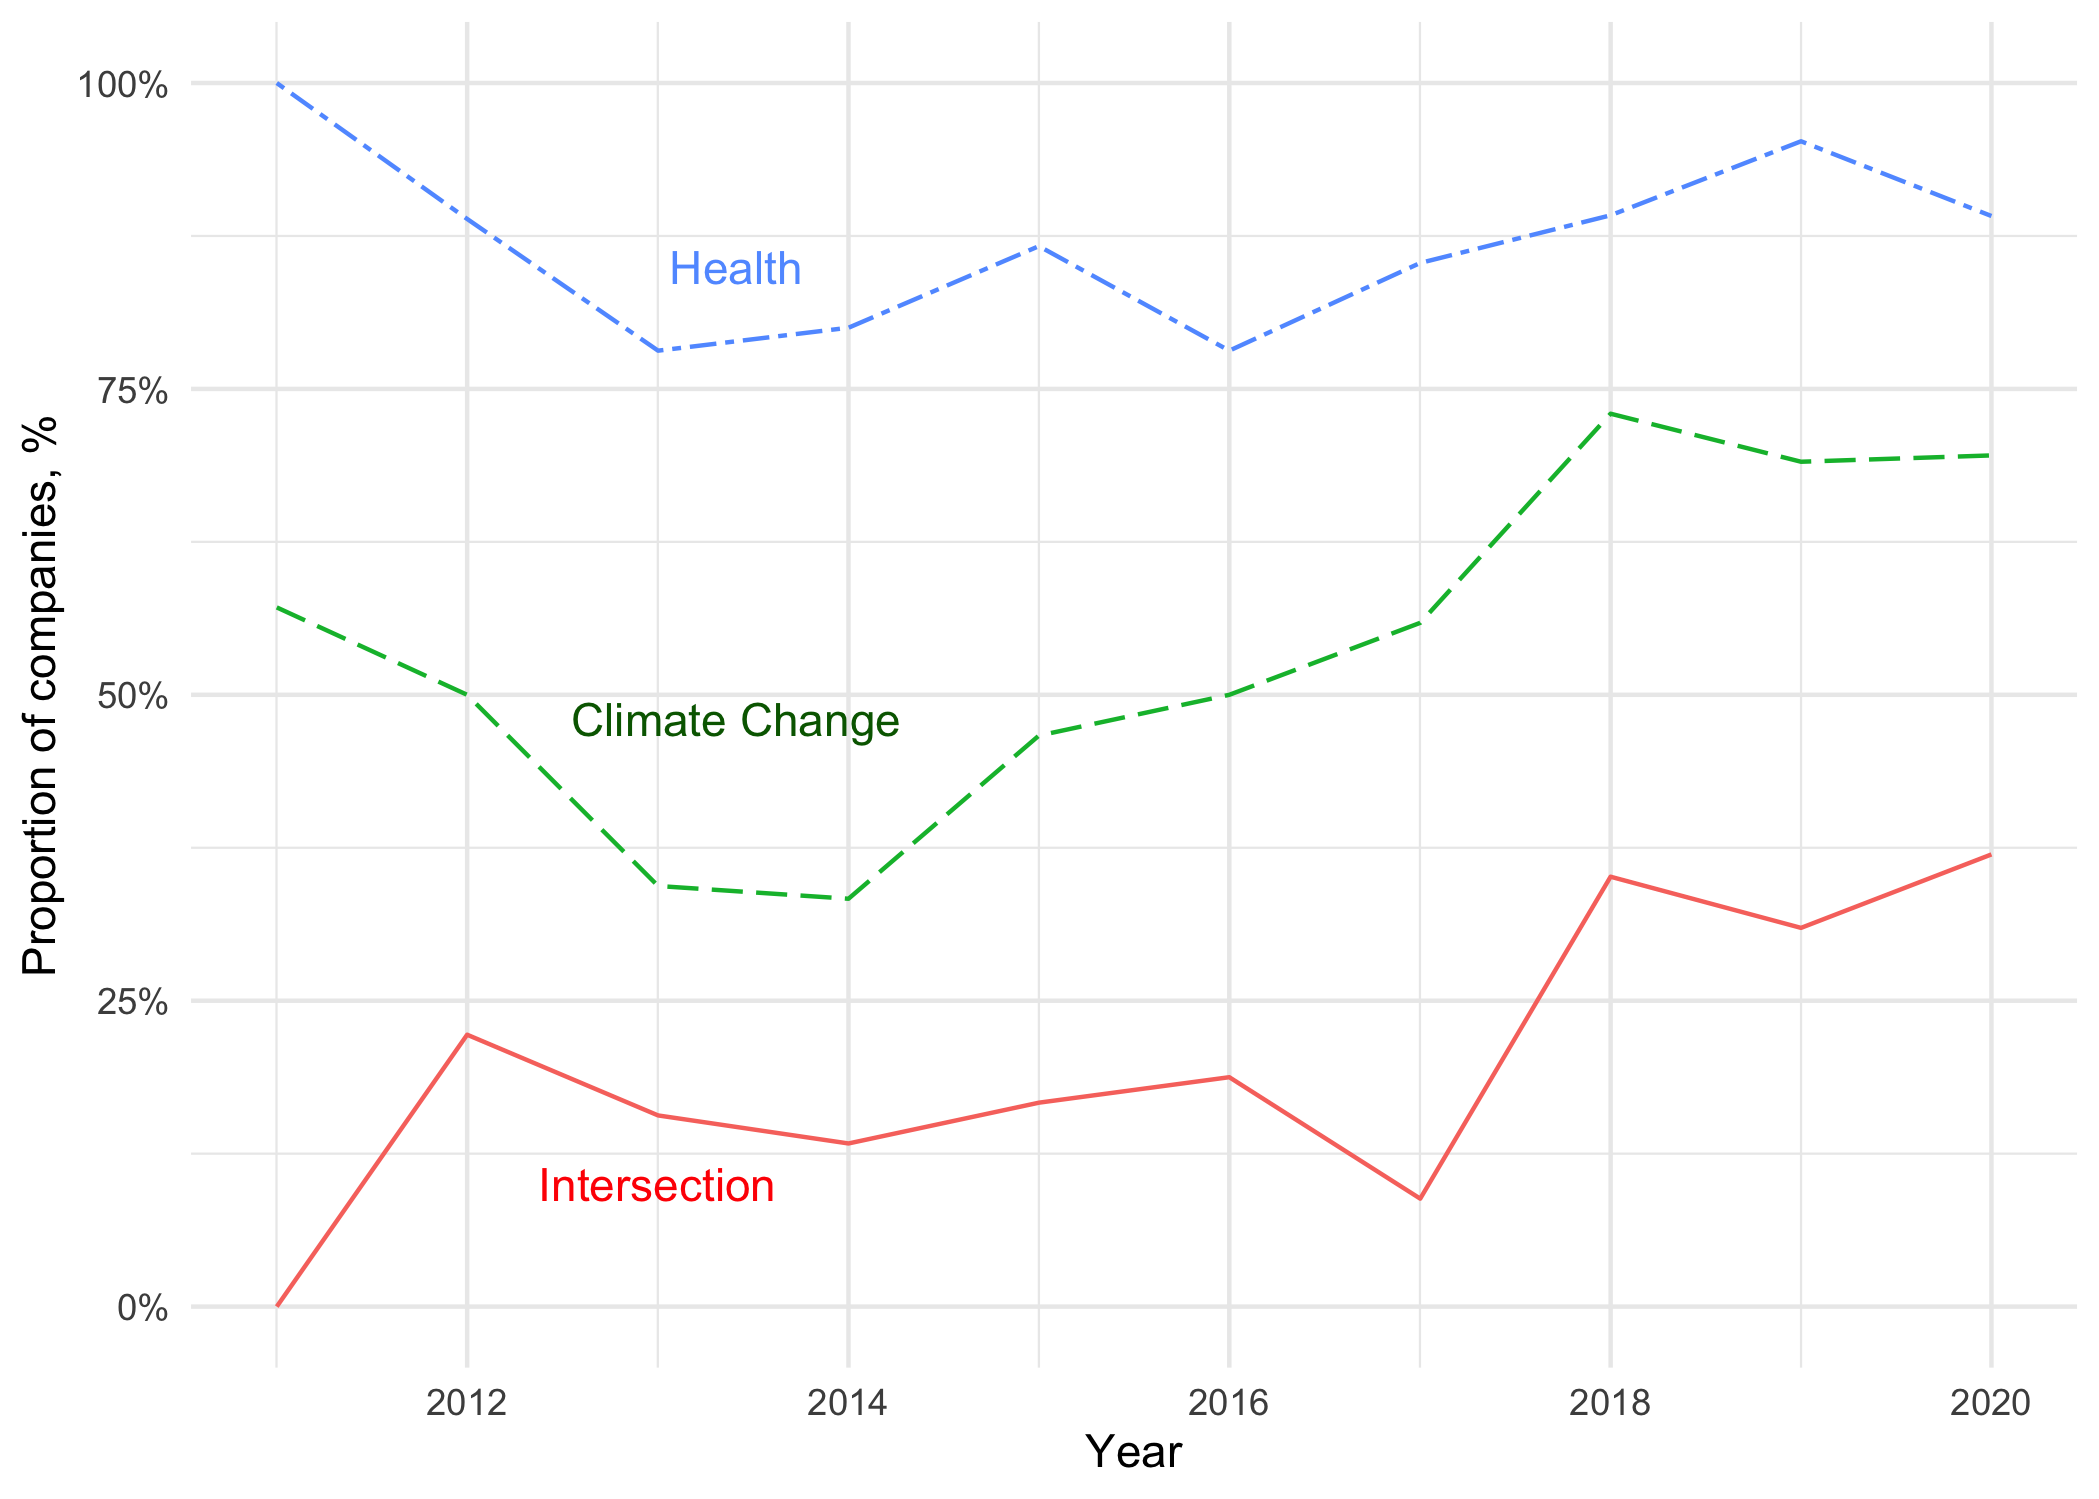 100%
75%
50%
25%
0%
Proportion of companies, %
Health
Climate Change
Intersection
2012 2014 2016 2018 2020
Year